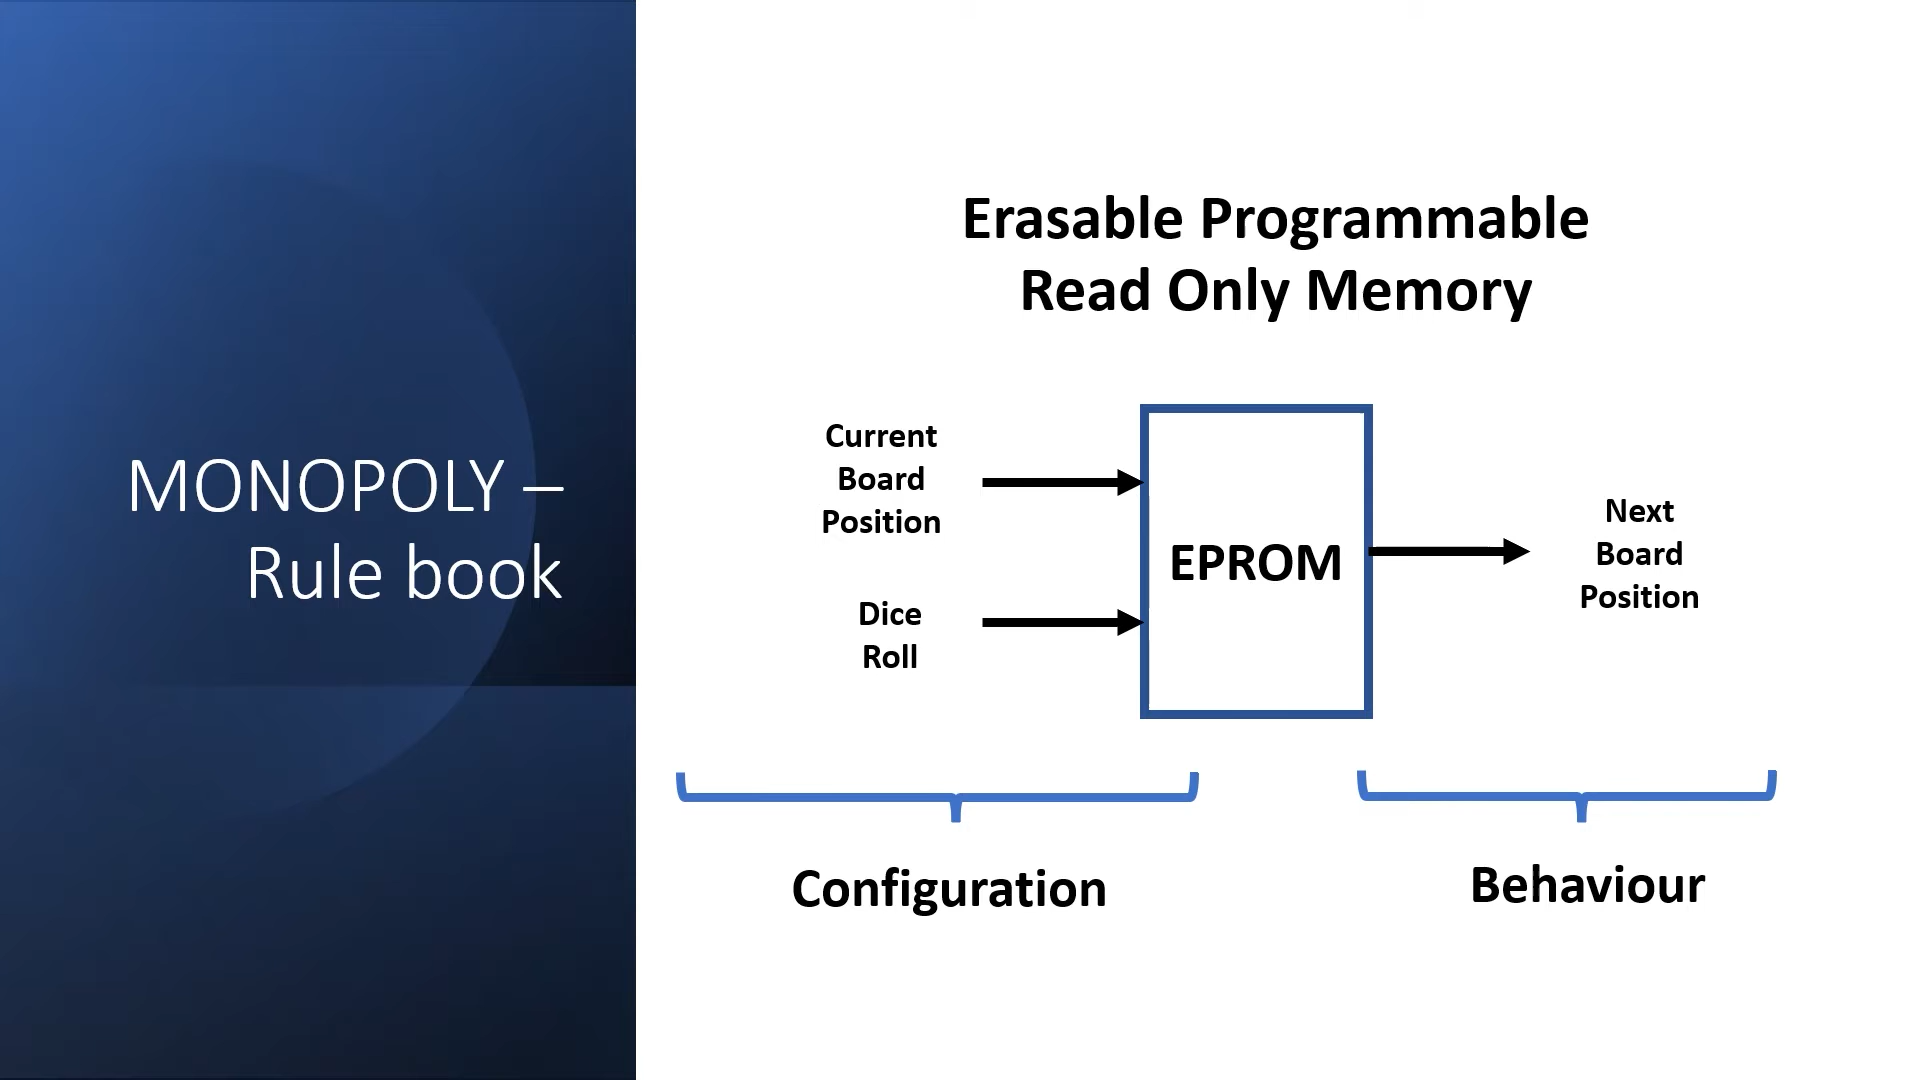 MONOPOLY –
Rule book
Erasable Programmable
Read Only Memory
Current
Board
Position
Dice
Roll
EPROM
Next
Board
Position
Configuration
Behaviour